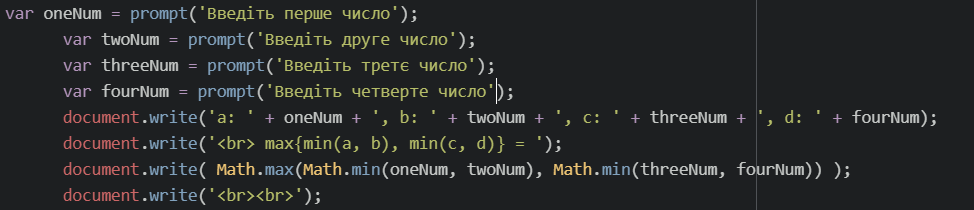 var oneNum = prompt('Введіть перше число');
var twoNum = prompt('Введіть друге число');
var threeNum = prompt('Введіть третє число');
var fourNum = prompt('Введіть четверте число');
document.write('a: ' + oneNum + ', b: ' + twoNum + ', c: ' + threeNum + ', d: ' + fourNum);
document.write('<br> max{min(a, b), min(c, d)} = ');
document.write( Math.max(Math.min(oneNum, twoNum), Math.min(threeNum, fourNum)) );
document.write('<br><br>');